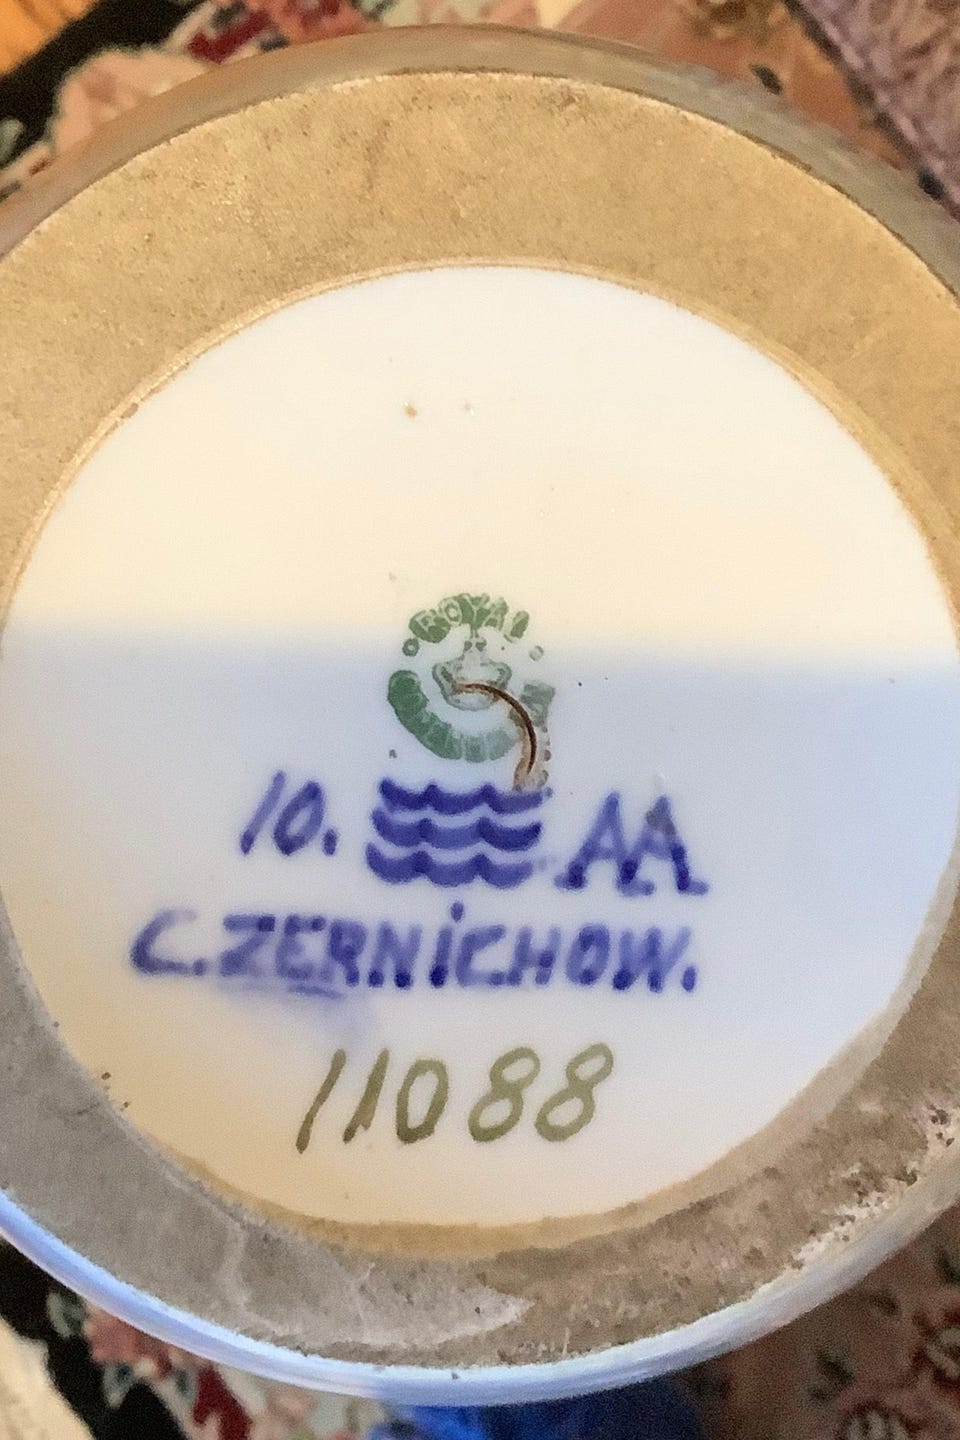 ROYAL
10. AA
C.ZERNiCHOW.
11088